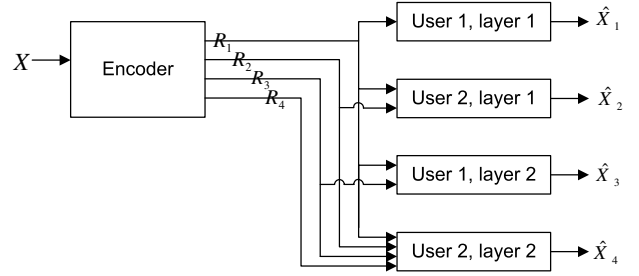 X
Encoder
R₁
R₂
R₃
R₄
User 1, layer 1
X̂ ₁
User 2, layer 1
X̂ ₂
User 1, layer 2
X̂ ₃
User 2, layer 2
X̂ ₄